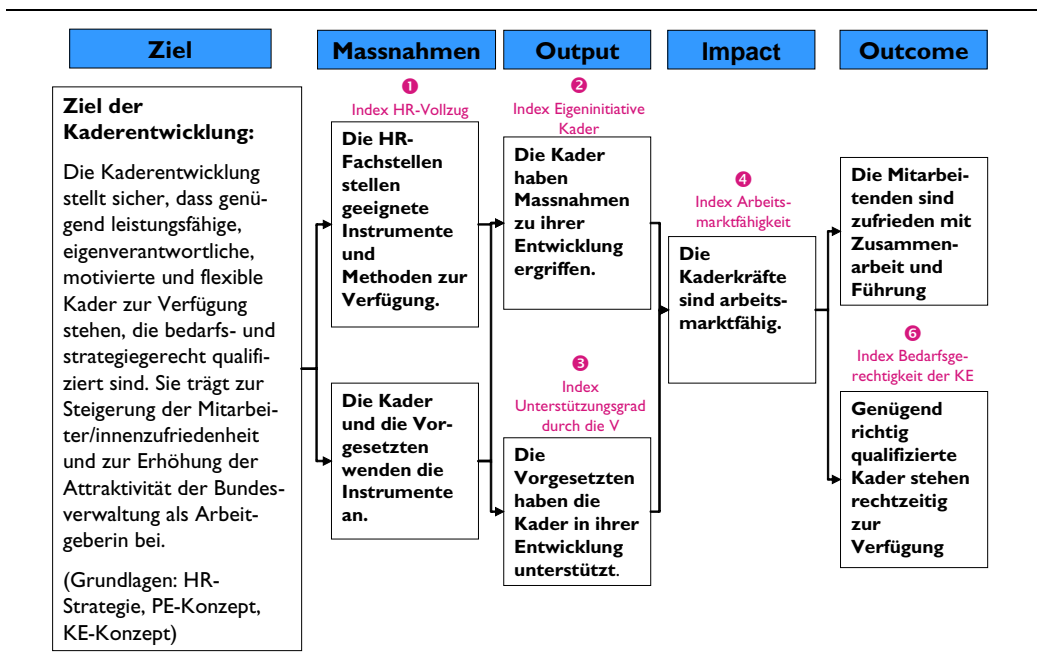 Ziel
Massnahmen
Output
Impact
Outcome
Ziel der
Kaderentwicklung:
Die Kaderentwicklung
stellt sicher, dass genü-
gend leistungsfähige,
eigenverantwortliche,
motivierte und flexible
Kader zur Verfügung
stehen, die bedarfs- und
strategiegerecht qualifi-
ziert sind. Sie trägt zur
Steigerung der Mitarbei-
ter/innenzufriedenheit
und zur Erhöhung der
Attraktivität der Bundes-
verwaltung als Arbeit-
geberin bei.
(Grundlagen: HR-
Strategie, PE-Konzept,
KE-Konzept)
❶
Index HR-Vollzug
Die HR-
Fachstellen
stellen
geeignete
Instrumente
und
Methoden zur
Verfügung.
Die Kader
und die Vor-
gesetzten
wenden die
Instrumente
an.
❷
Index Eigeninitiative
Kader
Die Kader
haben
Massnahmen
zu ihrer
Entwicklung
ergriffen.
❸
Index
Unterstützungsgrad
durch die V
Die
Vorgesetzten
haben die
Kader in ihrer
Entwicklung
unterstützt.
❹
Index Arbeits-
marktfähigkeit
Die
Kaderkräfte
sind arbeits-
marktfähig.
Die Mitarbei-
tenden sind
zufrieden mit
Zusammen-
arbeit und
Führung
❻
Index Bedarfsge-
rechtigkeit der KE
Genügend
richtig
qualifizierte
Kader stehen
rechtzeitig
zur
Verfügung